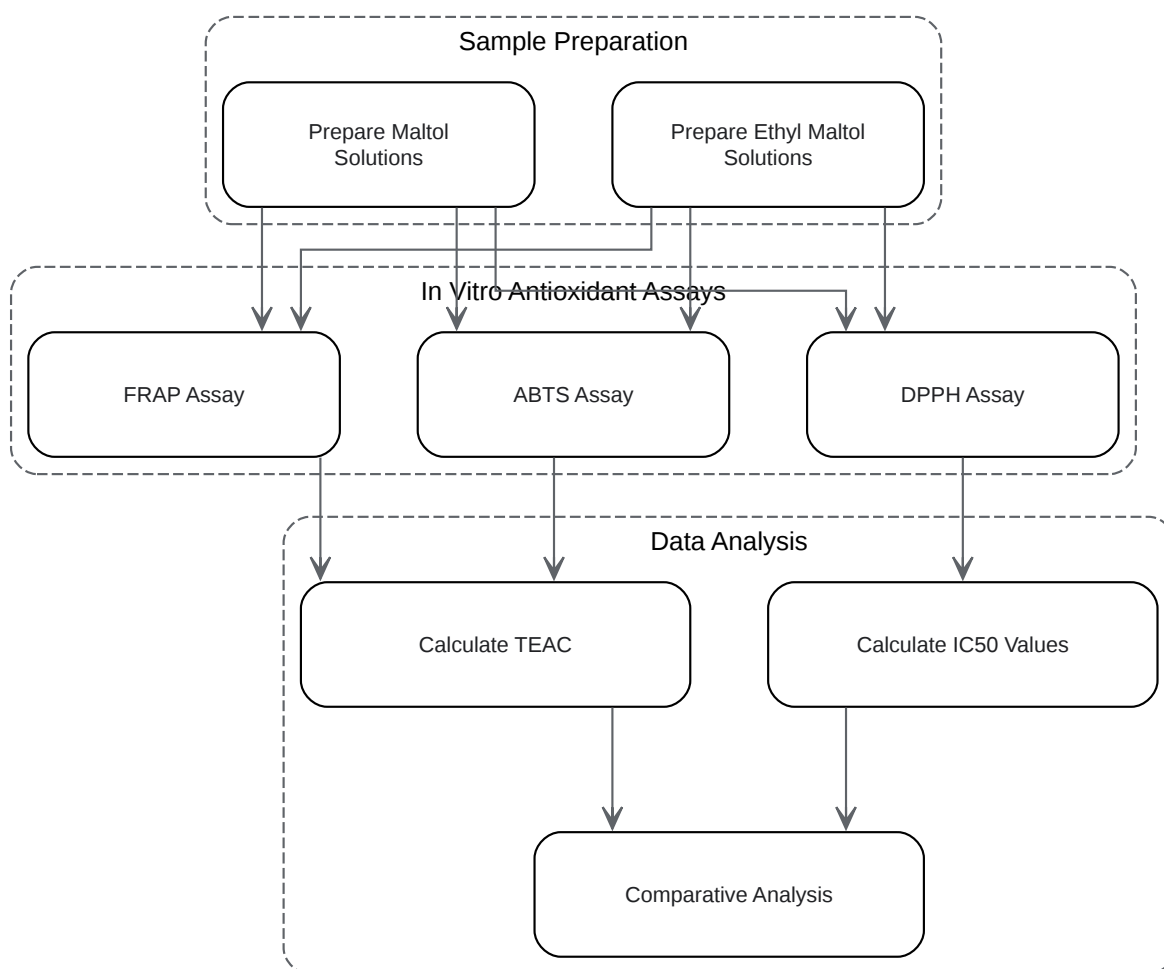 Sample Preparation
Prepare Maltol
Solutions
Prepare Ethyl Maltol
Solutions
In Vitro Antioxidant Assays
FRAP Assay
ABTS Assay
DPPH Assay
Data Analysis
Calculate TEAC
Calculate IC50 Values
Comparative Analysis